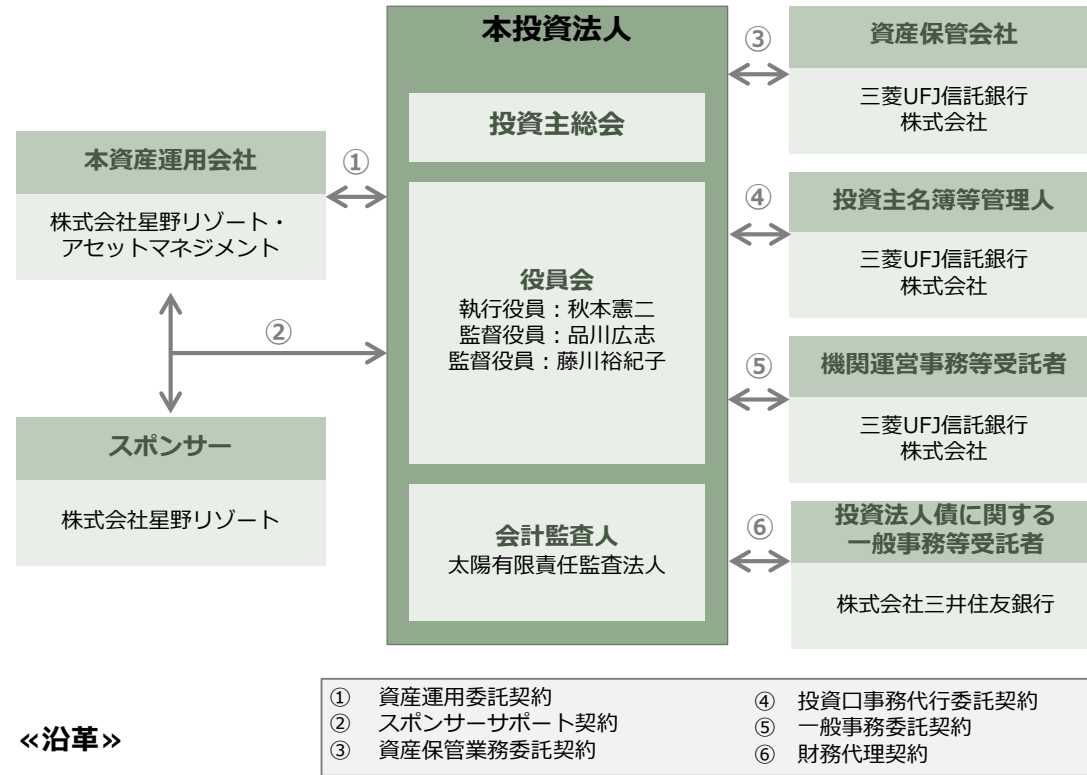 本投資法人
投資主総会
役員会
執行役員：秋本憲二
監督役員：品川広志
監督役員：藤川裕紀子
会計監査人
太陽有限責任監査法人
本資産運用会社
株式会社星野リゾート・
アセットマネジメント
①
②
スポンサー
株式会社星野リゾート
③
資産保管会社
三菱UFJ信託銀行
株式会社
④
投資主名簿等管理人
三菱UFJ信託銀行
株式会社
⑤
機関運営事務等受託者
三菱UFJ信託銀行
株式会社
⑥
投資法人債に関する
一般事務等受託者
株式会社三井住友銀行
① 資産運用委託契約
② スポンサーサポート契約
③ 資産保管業務委託契約
④ 投資口事務代行委託契約
⑤ 一般事務委託契約
⑥ 財務代理契約
«沿革»